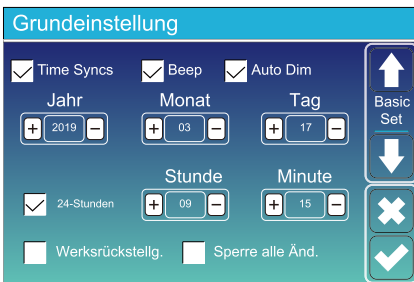 Grundeinstellung
Time Syncs Beep Auto Dim
Jahr Monat Tag
+ 2019 − + 03 − + 17 −
Basic
Set
Stunde Minute
24-Stunden + 09 − + 15 −
Werksrückstellg. Sperre alle Änd.